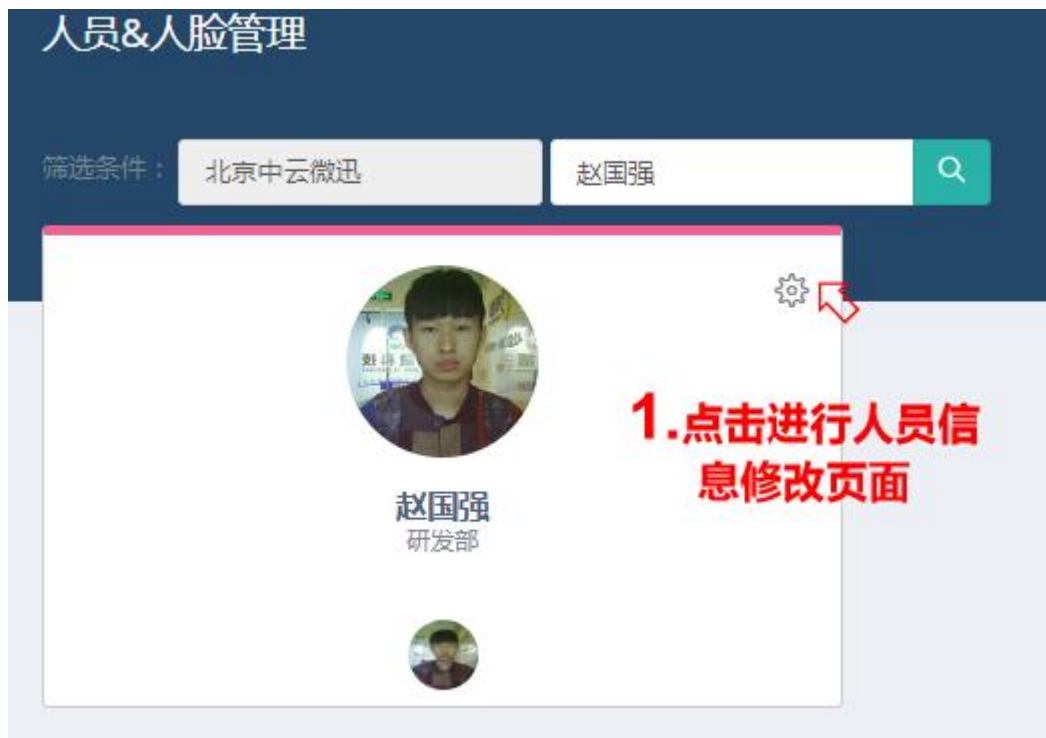 人员&人脸管理
筛选条件： 北京中云微迅 赵国强
1.点击进行人员信
息修改页面
赵国强
研发部